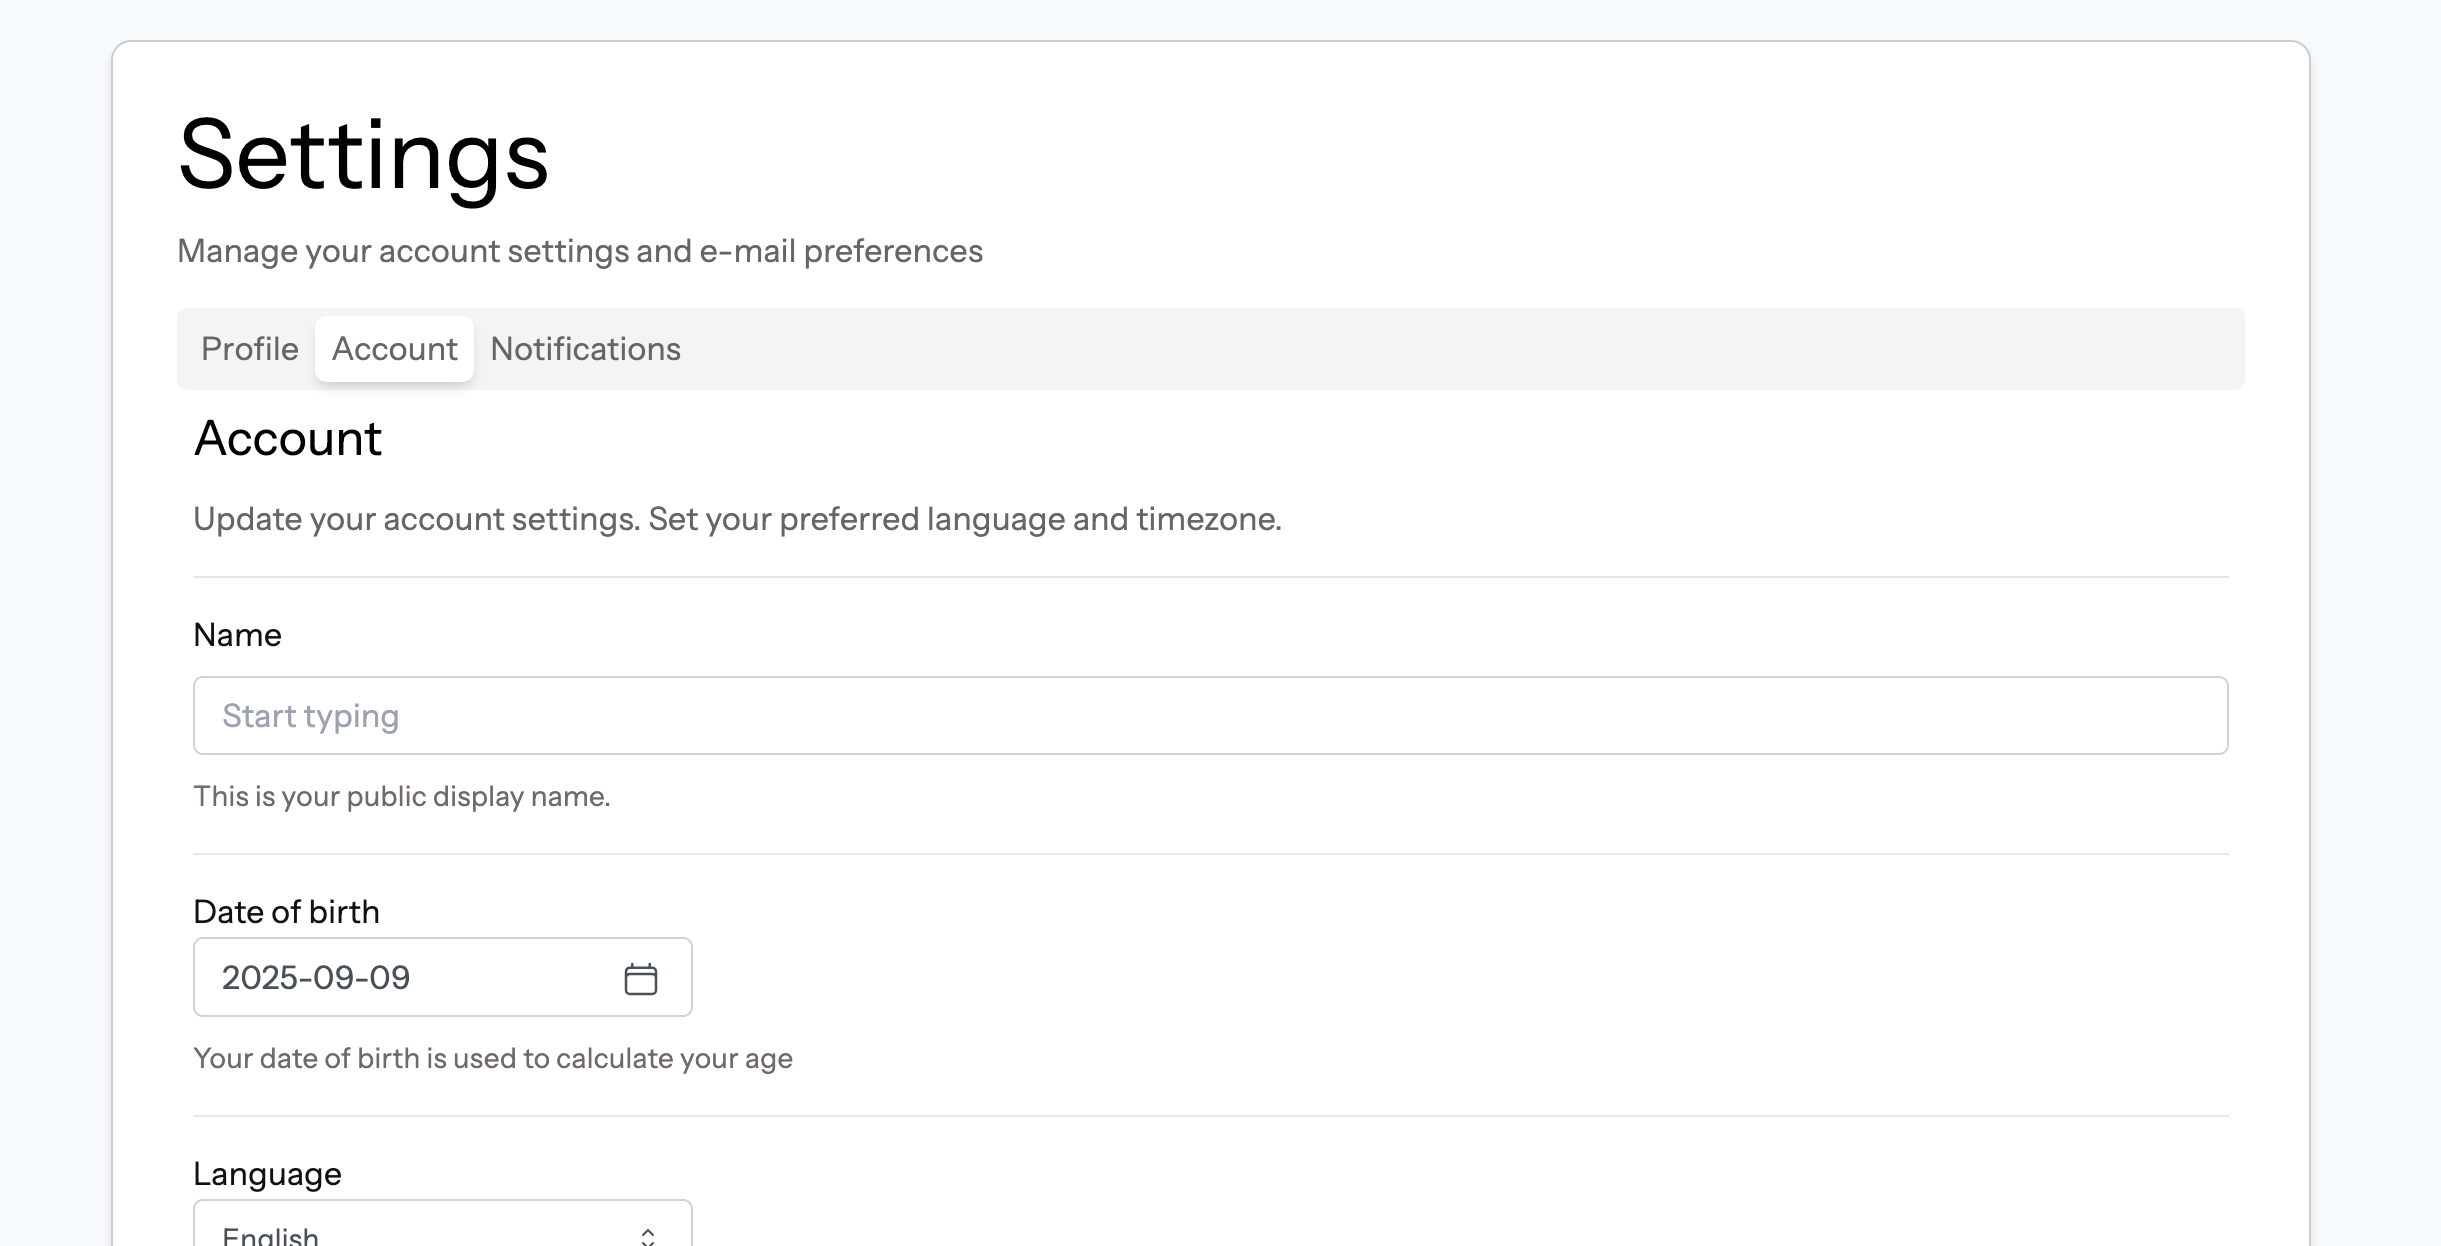 Settings
Manage your account settings and e-mail preferences
Profile Account Notifications
Account
Update your account settings. Set your preferred language and timezone.
Name
Start typing
This is your public display name.
Date of birth
2025-09-09
Your date of birth is used to calculate your age
Language
English